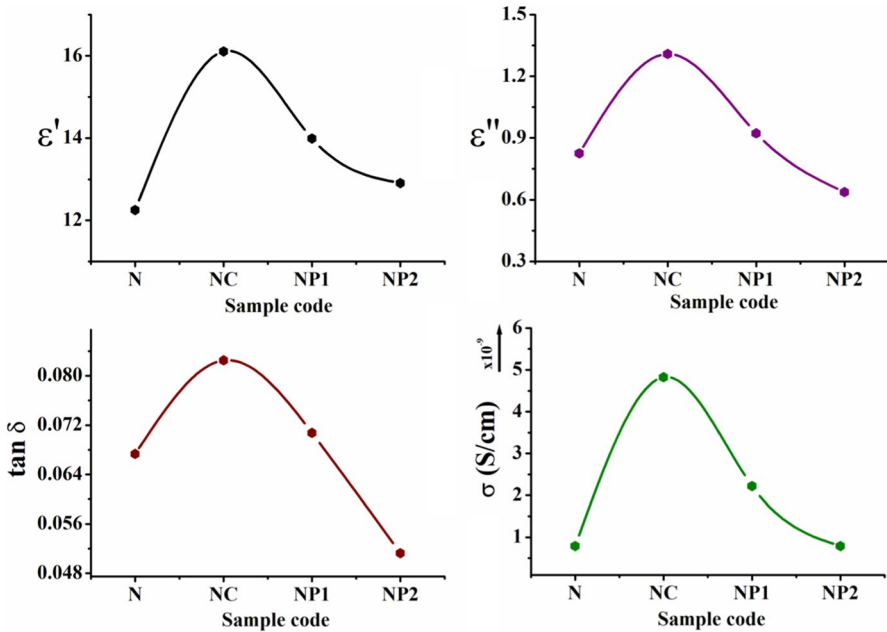 16
14
12
ε'
N NC NP1 NP2
Sample code
1.5
1.2
0.9
0.6
0.3
ε"
N NC NP1 NP2
Sample code
0.080
0.072
0.064
0.056
0.048
tan δ
N NC NP1 NP2
Sample code
6
5
4
3
2
1
σ (S/cm)
x10⁻⁹
N NC NP1 NP2
Sample code